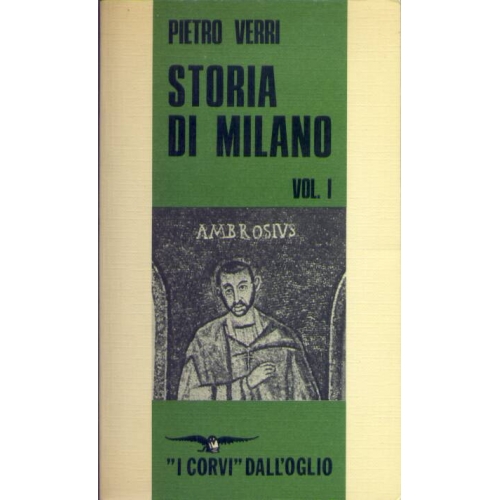 PIETRO VERRI
STORIA
DI MILANO
VOL. I
AMBROSIVS
"I CORVI" DALL'OGLIO